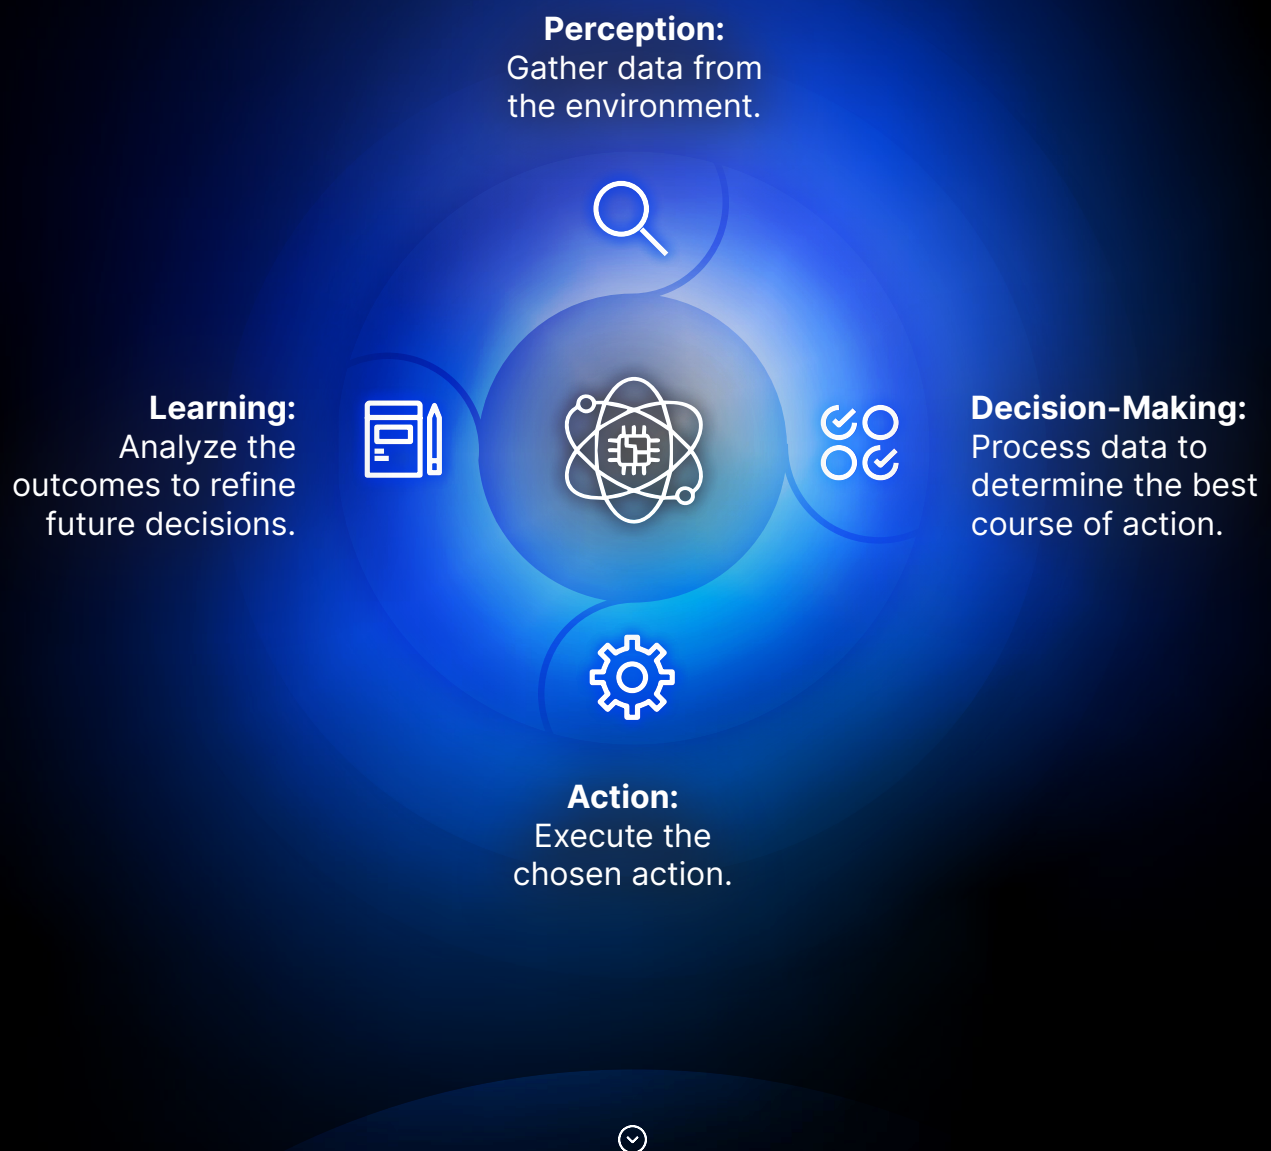 Perception:
Gather data from
the environment.
Learning:
Analyze the
outcomes to refine
future decisions.
Decision-Making:
Process data to
determine the best
course of action.
Action:
Execute the
chosen action.